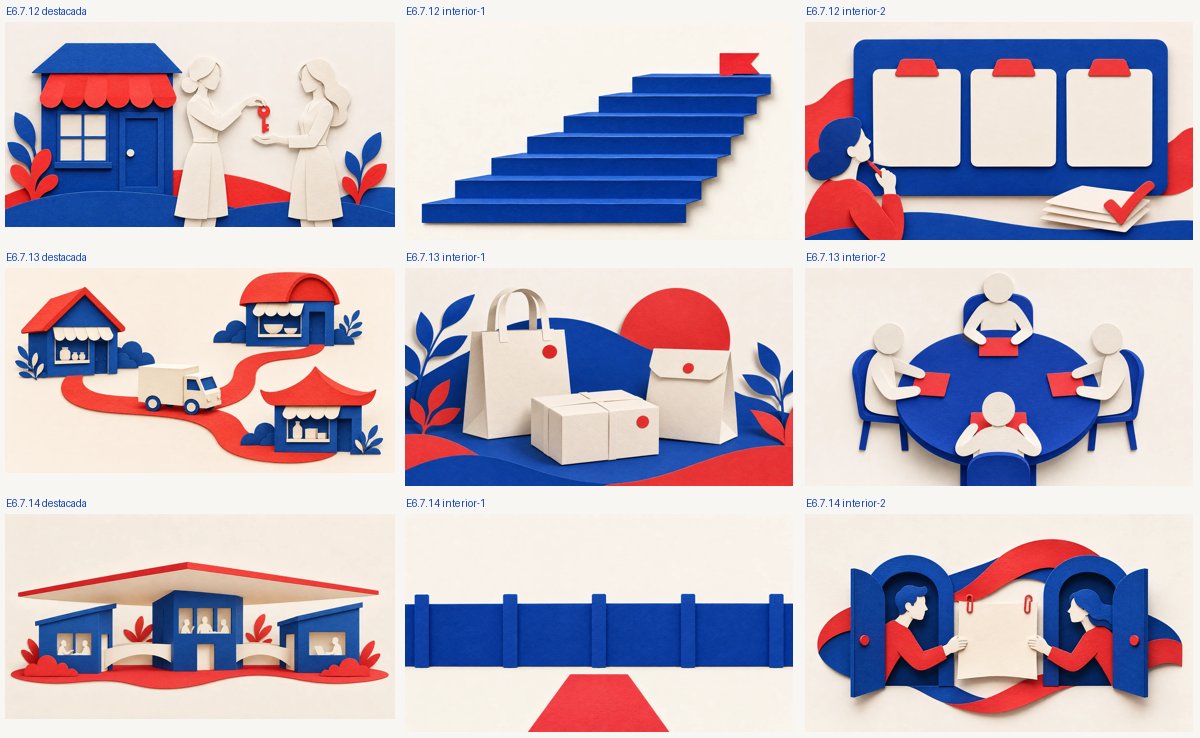 E6.7.12 destacada
E6.7.12 interior-1
E6.7.12 interior-2
E6.7.13 destacada
E6.7.13 interior-1
E6.7.13 interior-2
E6.7.14 destacada
E6.7.14 interior-1
E6.7.14 interior-2